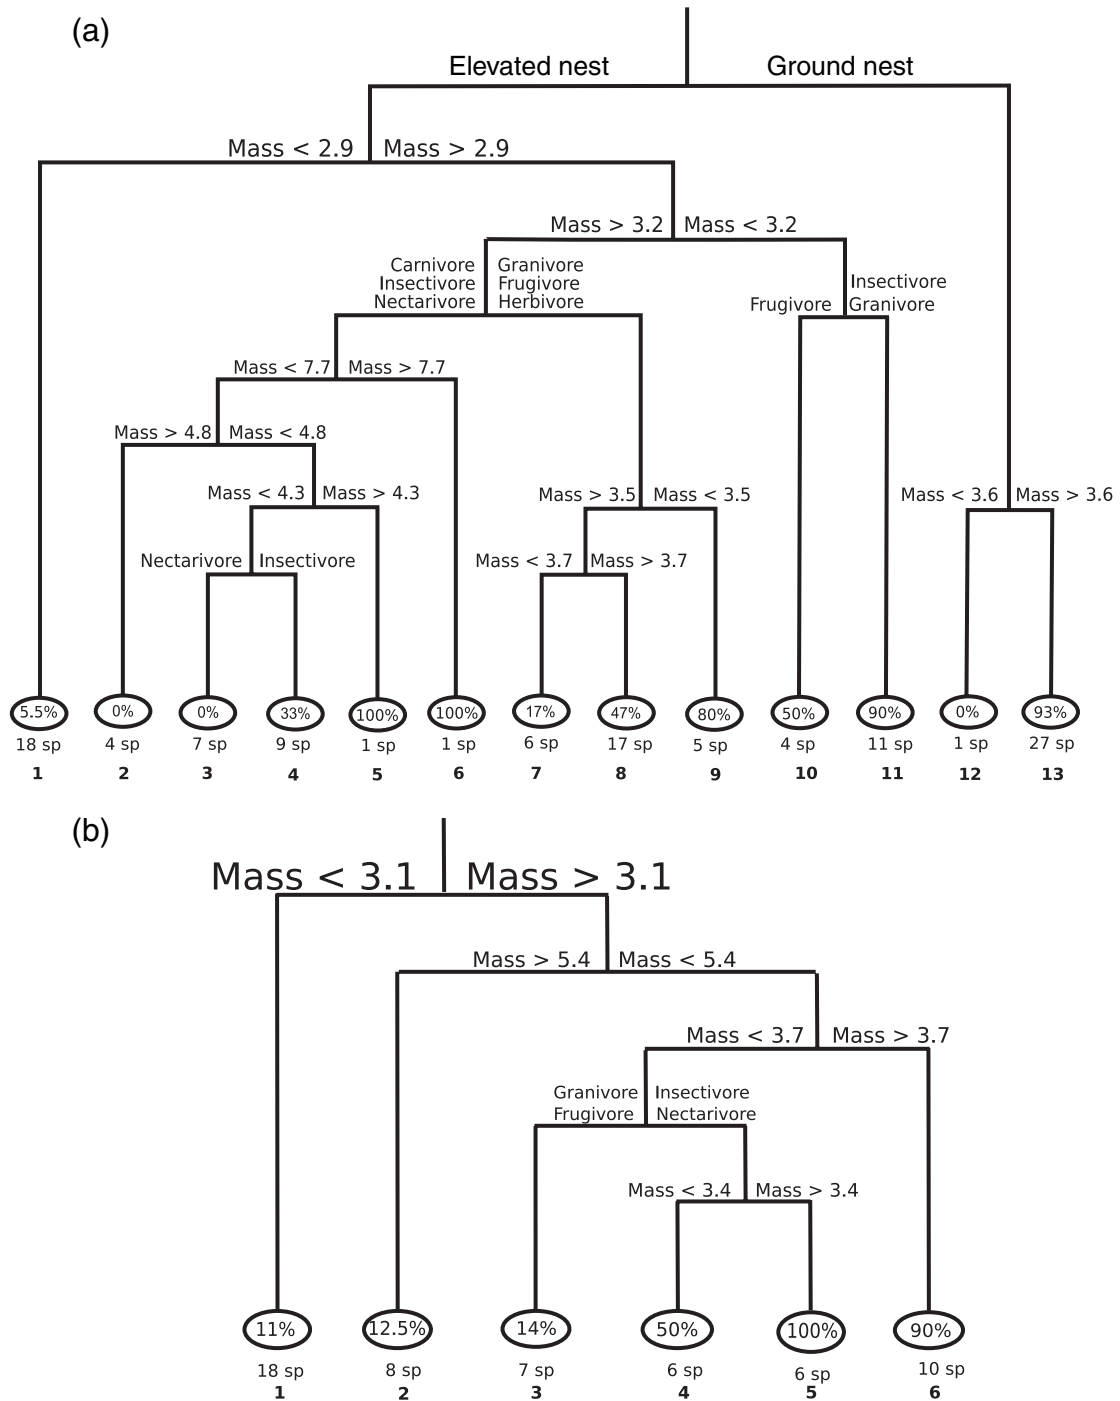 (a)
Elevated nest Ground nest
Mass < 2.9 Mass > 2.9
Mass > 3.2 Mass < 3.2
Carnivore Granivore
Insectivore Frugivore
Nectarivore Herbivore
Insectivore
Frugivore Granivore
Mass < 7.7 Mass > 7.7
Mass > 4.8 Mass < 4.8
Mass < 4.3 Mass > 4.3
Mass > 3.5 Mass < 3.5
Mass < 3.6 Mass > 3.6
Nectarivore Insectivore
Mass < 3.7 Mass > 3.7
5.5% 0% 0% 33% 100% 100% 17% 47% 80% 50% 90% 0% 93%
18 sp 4 sp 7 sp 9 sp 1 sp 1 sp 6 sp 17 sp 5 sp 4 sp 11 sp 1 sp 27 sp
1 2 3 4 5 6 7 8 9 10 11 12 13
(b)
Mass < 3.1 Mass > 3.1
Mass > 5.4 Mass < 5.4
Mass < 3.7 Mass > 3.7
Granivore Insectivore
Frugivore Nectarivore
Mass < 3.4 Mass > 3.4
11% 12.5% 14% 50% 100% 90%
18 sp 8 sp 7 sp 6 sp 6 sp 10 sp
1 2 3 4 5 6